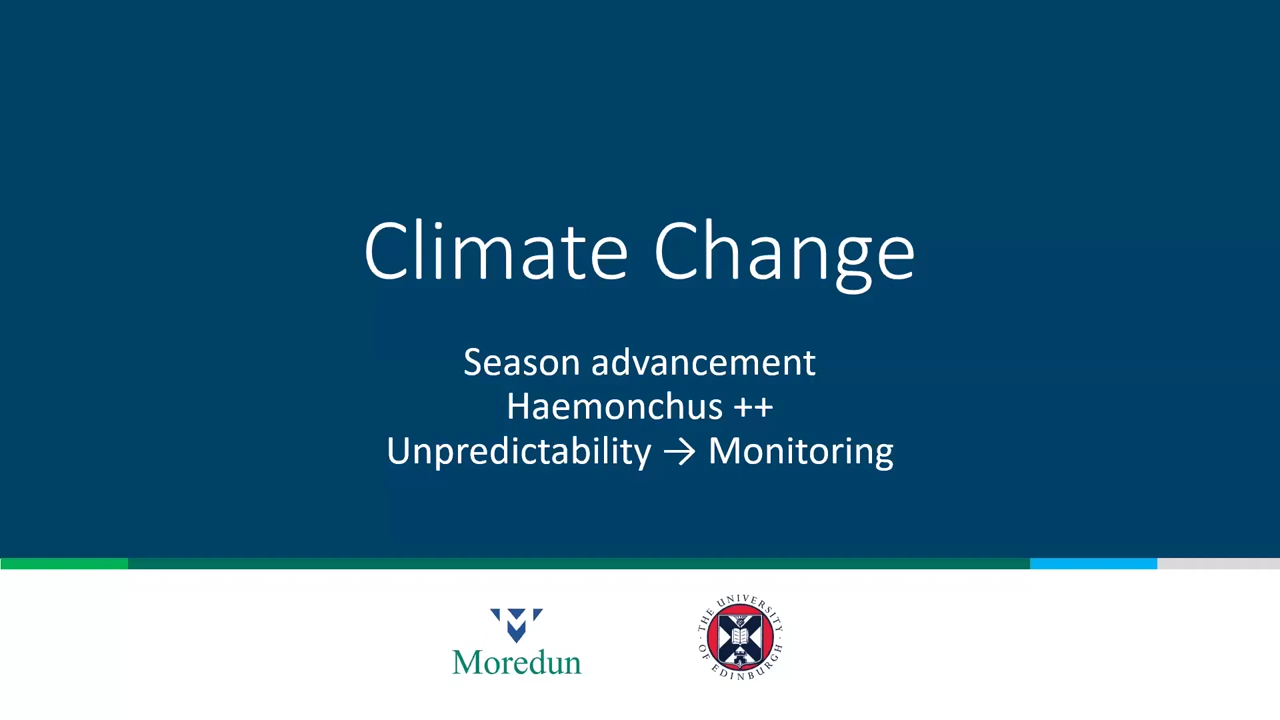 Climate Change
Season advancement
Haemonchus ++
Unpredictability → Monitoring
Moredun
THE UNIVERSITY
OF EDINBURGH